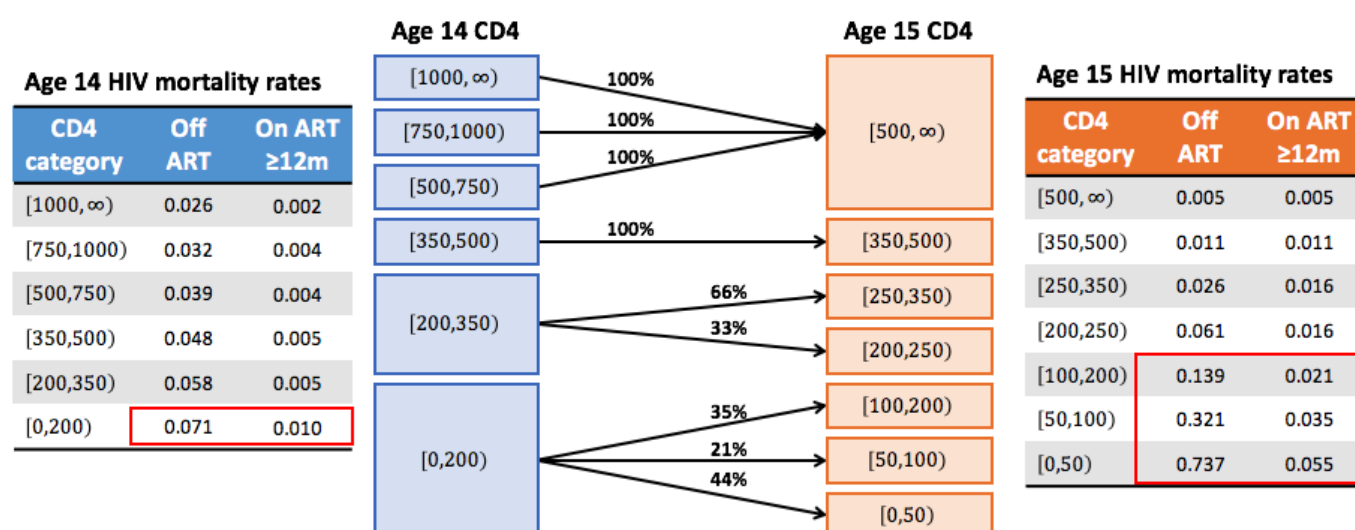 Age 14 HIV mortality rates
CD4 category Off ART On ART ≥12m
[1000, ∞) 0.026 0.002
[750,1000) 0.032 0.004
[500,750) 0.039 0.004
[350,500) 0.048 0.005
[200,350) 0.058 0.005
[0,200) 0.071 0.010
Age 14 CD4
[1000, ∞)
[750,1000)
[500,750)
[350,500)
[200,350)
[0,200)
100%
100%
100%
100%
66%
33%
35%
21%
44%
Age 15 CD4
[500, ∞)
[350,500)
[250,350)
[200,250)
[100,200)
[50,100)
[0,50)
Age 15 HIV mortality rates
CD4 category Off ART On ART ≥12m
[500, ∞) 0.005 0.005
[350,500) 0.011 0.011
[250,350) 0.026 0.016
[200,250) 0.061 0.016
[100,200) 0.139 0.021
[50,100) 0.321 0.035
[0,50) 0.737 0.055